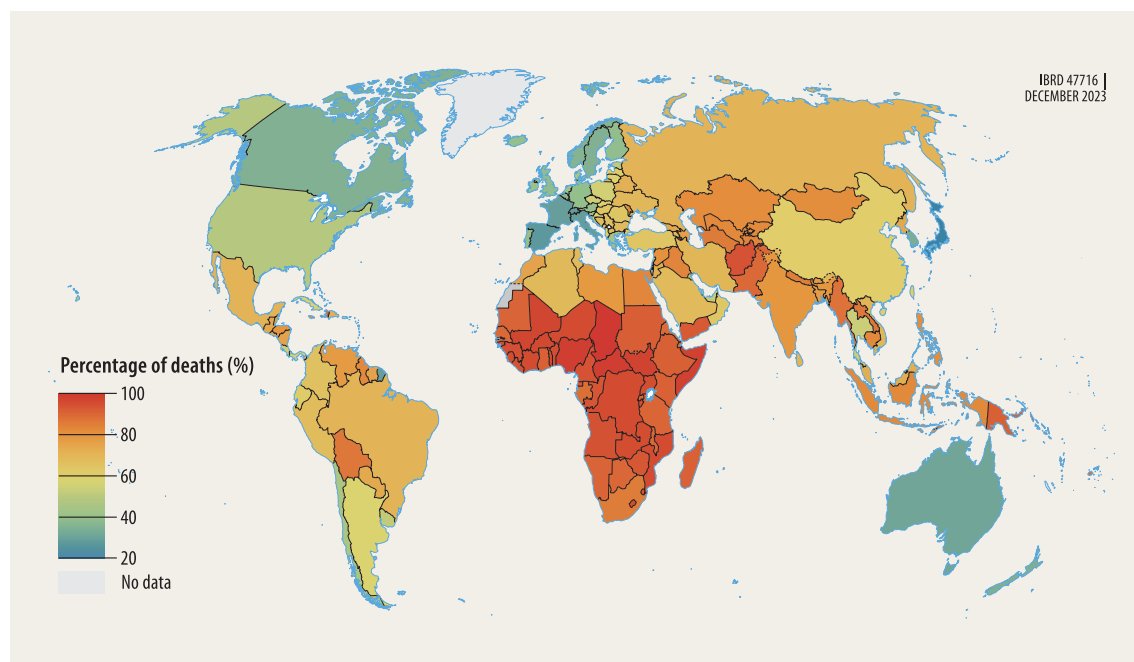 IBRD 47716
DECEMBER 2023
Percentage of deaths (%)
100
80
60
40
20
No data